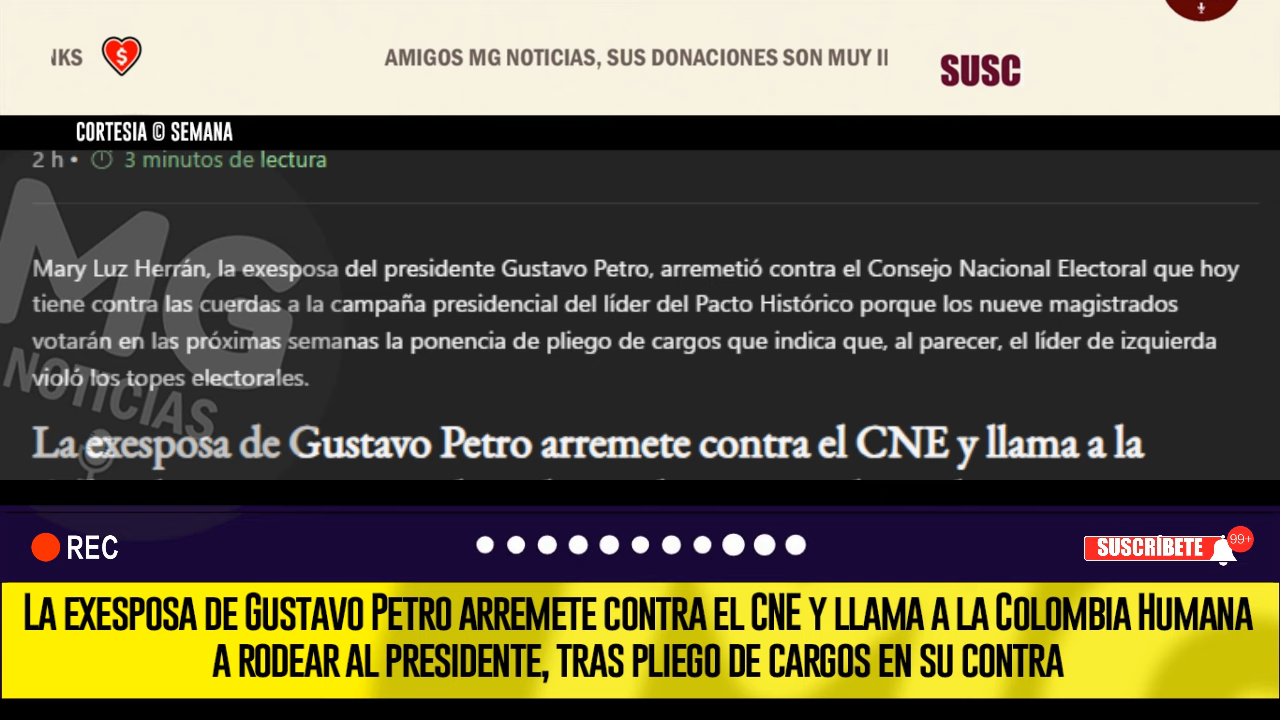 AMIGOS MG NOTICIAS, SUS DONACIONES SON MUY
SUSC
CORTESIA © SEMANA
2 h • 3 minutos de lectura
Mary Luz Herrán, la exesposa del presidente Gustavo Petro, arremetió contra el Consejo Nacional Electoral que hoy
tiene contra las cuerdas a la campaña presidencial del líder del Pacto Histórico porque los nueve magistrados
votarán en las próximas semanas la ponencia de pliego de cargos que indica que, al parecer, el líder de izquierda
violó los topes electorales.
MG
NOTICIAS
La exesposa de Gustavo Petro arremete contra el CNE y llama a la
REC
SUSCRÍBETE
99+
LA EXESPOSA DE GUSTAVO PETRO ARREMETE CONTRA EL CNE Y LLAMA A LA COLOMBIA HUMANA
A RODEAR AL PRESIDENTE, TRAS PLIEGO DE CARGOS EN SU CONTRA